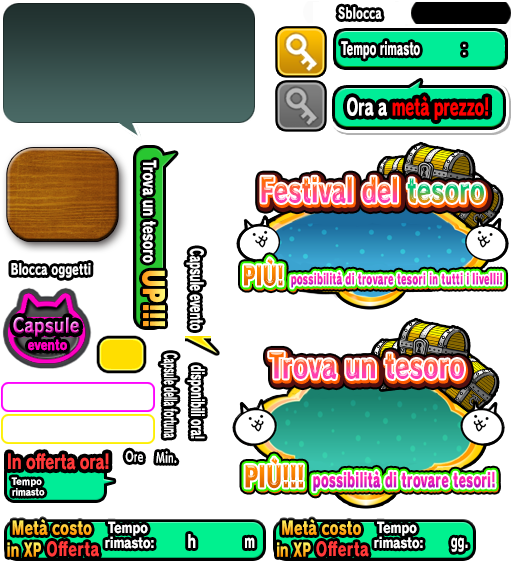 Sblocca
Tempo rimasto :
Ora a metà prezzo!
Trova un tesoro UP!!!
Festival del tesoro
PIÙ! possibilità di trovare tesori in tutti i livelli!
Blocca oggetti
Capsule
evento
Capsule evento
disponibili ora!
Capsule della fortuna
Trova un tesoro
PIÙ!!! possibilità di trovare tesori!
In offerta ora!
Tempo
rimasto
Ore Min.
Metà costo
in XP Offerta
Tempo
rimasto: h m
Metà costo
in XP Offerta
Tempo
rimasto: gg.